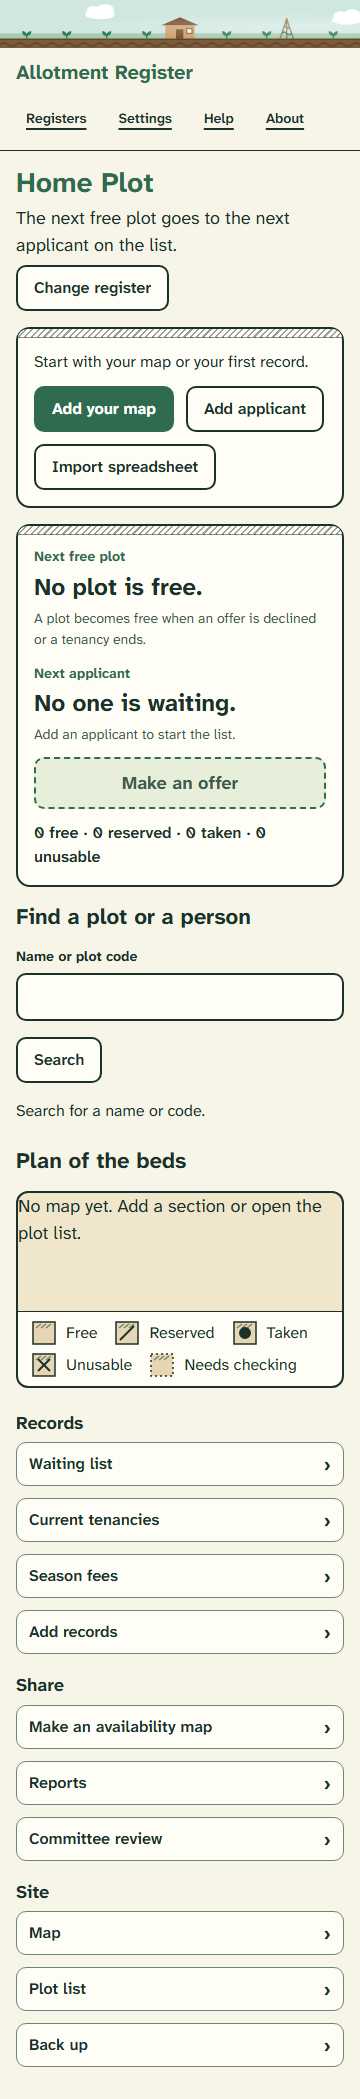 Allotment Register
Registers Settings Help About
Home Plot
The next free plot goes to the next
applicant on the list.
Change register
Start with your map or your first record.
Add your map Add applicant
Import spreadsheet
Next free plot
No plot is free.
A plot becomes free when an offer is declined
or a tenancy ends.
Next applicant
No one is waiting.
Add an applicant to start the list.
Make an offer
0 free · 0 reserved · 0 taken · 0
unusable
Find a plot or a person
Name or plot code
Search
Search for a name or code.
Plan of the beds
No map yet. Add a section or open the
plot list.
Free Reserved Taken
Unusable Needs checking
Records
Waiting list ›
Current tenancies ›
Season fees ›
Add records ›
Share
Make an availability map ›
Reports ›
Committee review ›
Site
Map ›
Plot list ›
Back up ›